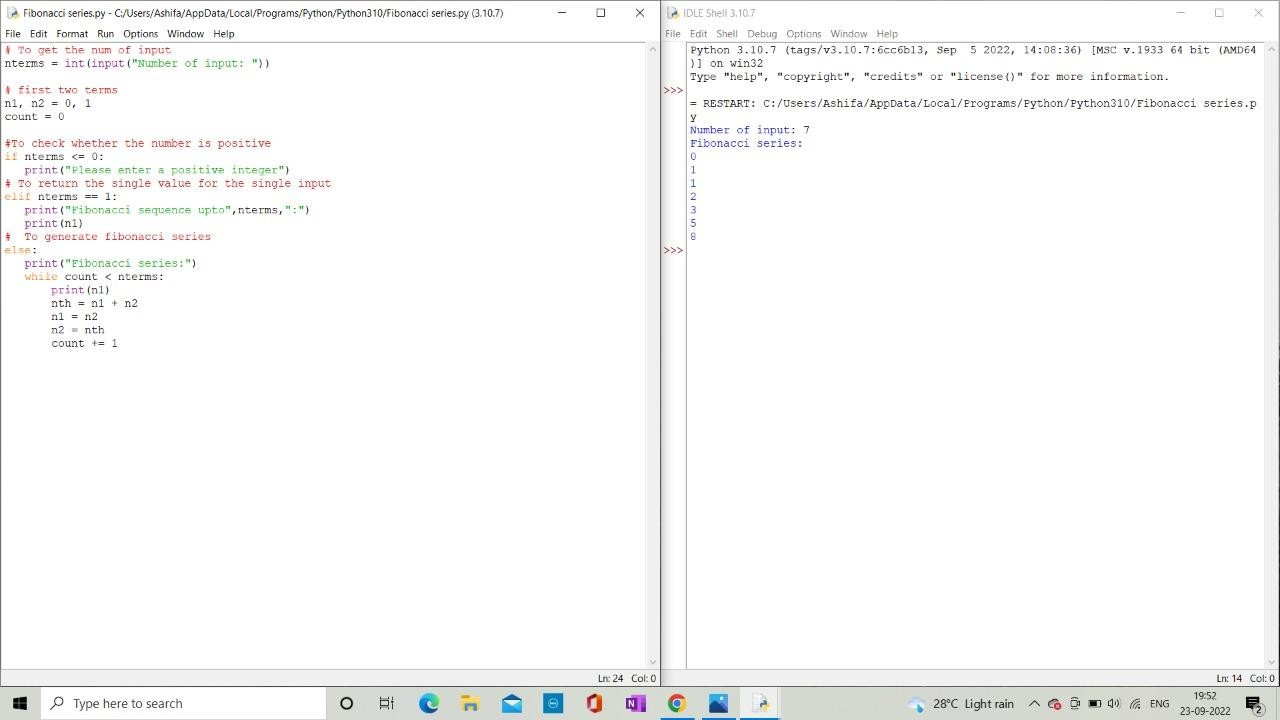 Fibonacci series.py - C:/Users/Ashifa/AppData/Local/Programs/Python/Python310/Fibonacci series.py (3.10.7)
File Edit Format Run Options Window Help
# To get the num of input
nterms = int(input("Number of input: "))
# first two terms
n1, n2 = 0, 1
count = 0
#To check whether the number is positive
if nterms <= 0:
   print("Please enter a positive integer")
# To return the single value for the single input
elif nterms == 1:
   print("Fibonacci sequence upto",nterms,":")
   print(n1)
#  To generate fibonacci series
else:
   print("Fibonacci series:")
   while count < nterms:
       print(n1)
       nth = n1 + n2
       n1 = n2
       n2 = nth
       count += 1
Ln: 24 Col: 0
IDLE Shell 3.10.7
File Edit Shell Debug Options Window Help
Python 3.10.7 (tags/v3.10.7:6cc6b13, Sep  5 2022, 14:08:36) [MSC v.1933 64 bit (AMD64
)] on win32
Type "help", "copyright", "credits" or "license()" for more information.
>>>
= RESTART: C:/Users/Ashifa/AppData/Local/Programs/Python/Python310/Fibonacci series.p
y
Number of input: 7
Fibonacci series:
0
1
1
2
3
5
8
>>>
Ln: 14 Col: 0
Type here to search
28°C Light rain
ENG
19:52
23-09-2022
2